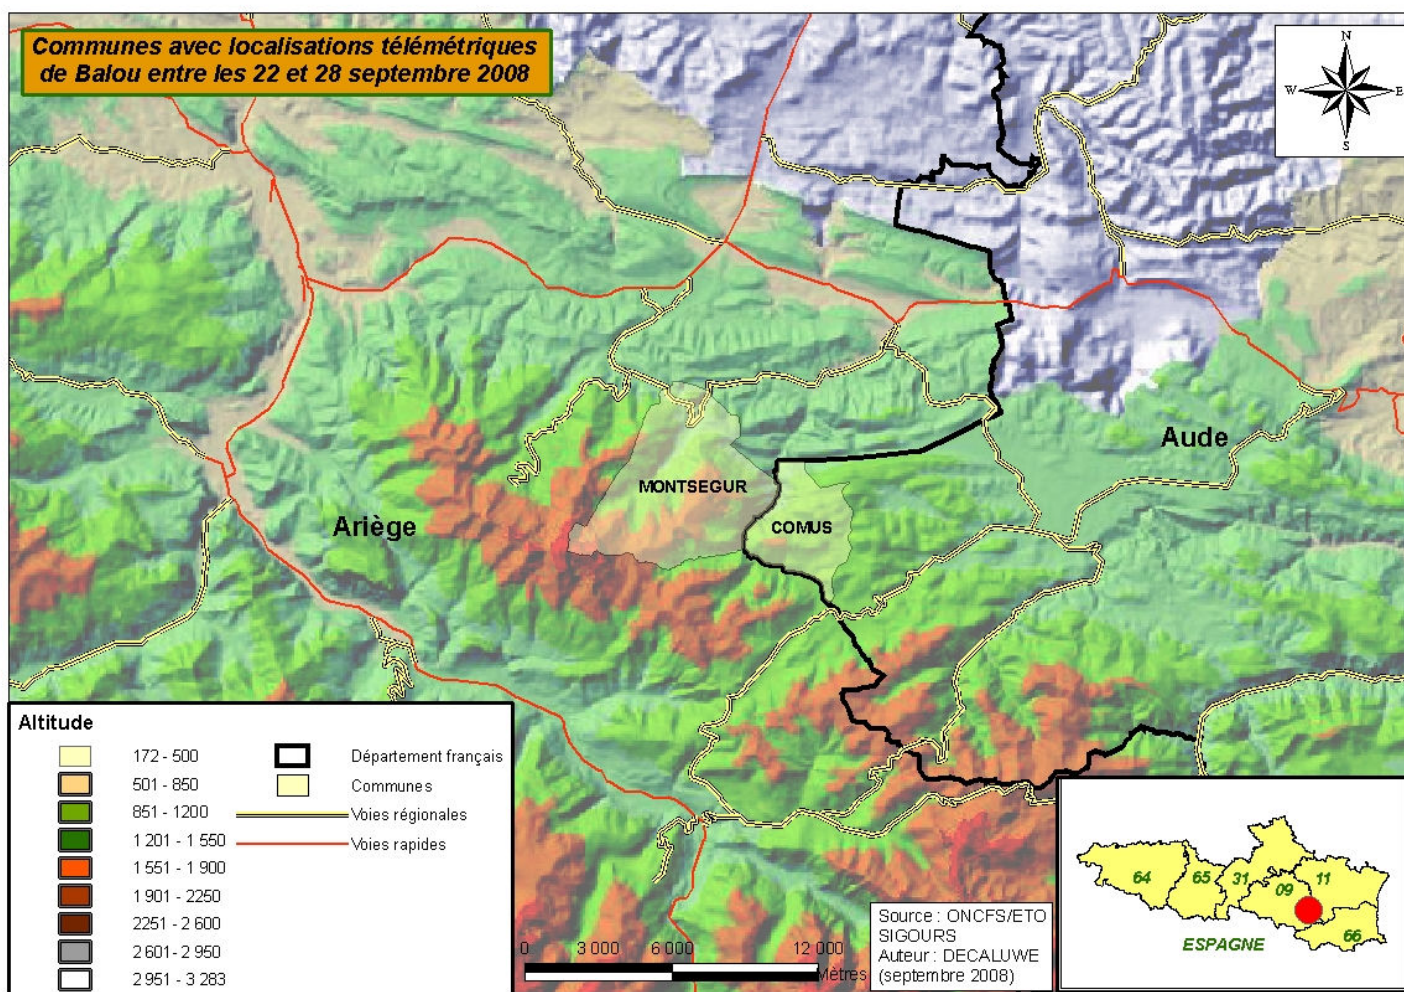 Communes avec localisations télémétriques
de Balou entre les 22 et 28 septembre 2008
N
W
E
S
Aude
MONTSEGUR
Ariège
COMUS
Altitude
172 - 500
501 - 850
851 - 1200
1 201 - 1 550
1 551 - 1 900
1 901 - 2250
2251 - 2 600
2 601 - 2 950
2 951 - 3 283
Département français
Communes
Voies régionales
Voies rapides
0 3 000 6 000 12 000
Mètres
Source : ONCFS/ETO
SIGOURS
Auteur : DECALUWE
(septembre 2008)
64
65
31
09
11
66
ESPAGNE